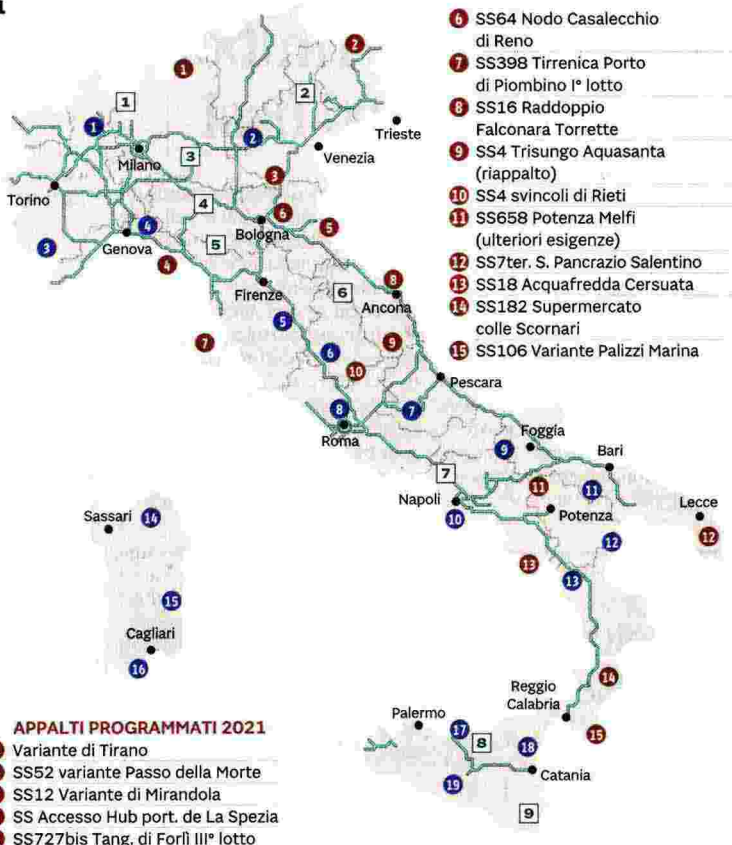 6 SS64 Nodo Casalecchio
di Reno
7 SS398 Tirrenica Porto
di Piombino I° lotto
8 SS16 Raddoppio
Falconara Torrette
9 SS4 Trisungo Aquasanta
(riappalto)
10 SS4 svincoli di Rieti
11 SS658 Potenza Melfi
(ulteriori esigenze)
12 SS7ter. S. Pancrazio Salentino
13 SS18 Acquafredda Cersuata
14 SS182 Supermercato
colle Scornari
15 SS106 Variante Palizzi Marina
2
1
1
2
1
2
Trieste
Milano
3
Venezia
Torino
3
4
6
5
4
Bologna
3
Genova
5
4
8
Firenze
6
Ancona
5
7
6
9
10
Pescara
8
7
Roma
Foggia
9
Bari
7
Napoli
11
11
Lecce
10
Potenza
12
Sassari
14
12
13
13
15
Cagliari
16
14
Reggio
Calabria
15
Palermo
17
8
18
Catania
19
9
APPALTI PROGRAMMATI 2021
Variante di Tirano
SS52 variante Passo della Morte
SS12 Variante di Mirandola
SS Accesso Hub port. de La Spezia
SS727bis Tang. di Forlì III° lotto